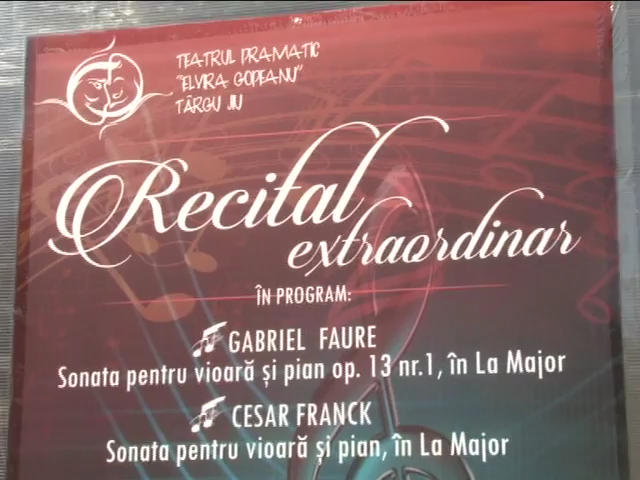 TEATRUL DRAMATIC
"ELVIRA GODEANU"
TÂRGU JIU
Recital
extraordinar
ÎN PROGRAM:
GABRIEL FAURE
Sonata pentru vioară și pian op. 13 nr.1, în La Major
CESAR FRANCK
Sonata pentru vioară și pian, în La Major